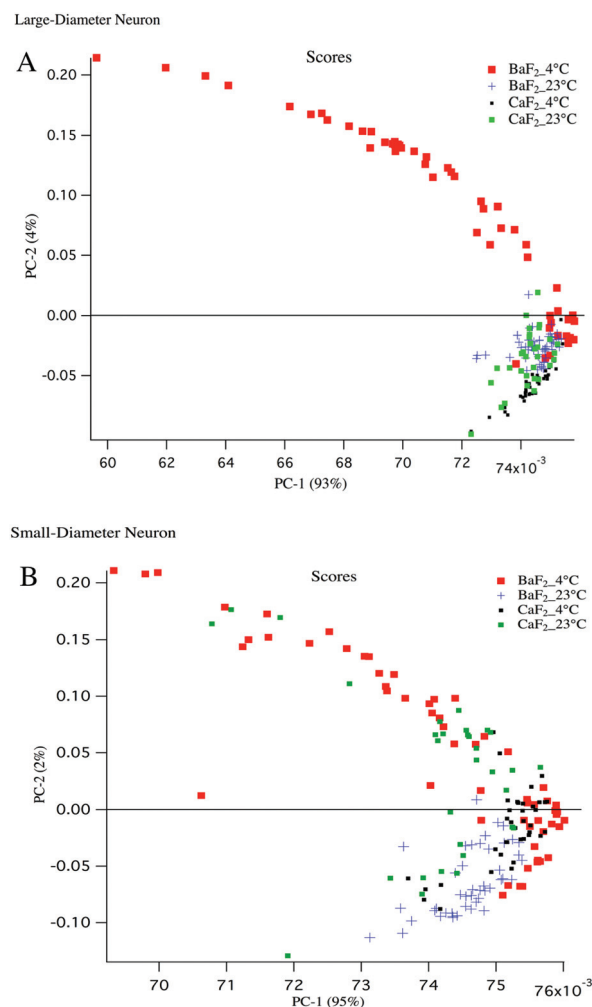 Large-Diameter Neuron
A
Scores
BaF₂_4°C
BaF₂_23°C
CaF₂_4°C
CaF₂_23°C
0.20
0.15
0.10
0.05
0.00
-0.05
PC-2 (4%)
60 62 64 66 68 70 72 74x10⁻³
PC-1 (93%)
Small-Diameter Neuron
B
Scores
BaF₂_4°C
BaF₂_23°C
CaF₂_4°C
CaF₂_23°C
0.20
0.15
0.10
0.05
0.00
-0.05
-0.10
PC-2 (2%)
70 71 72 73 74 75 76x10⁻³
PC-1 (95%)